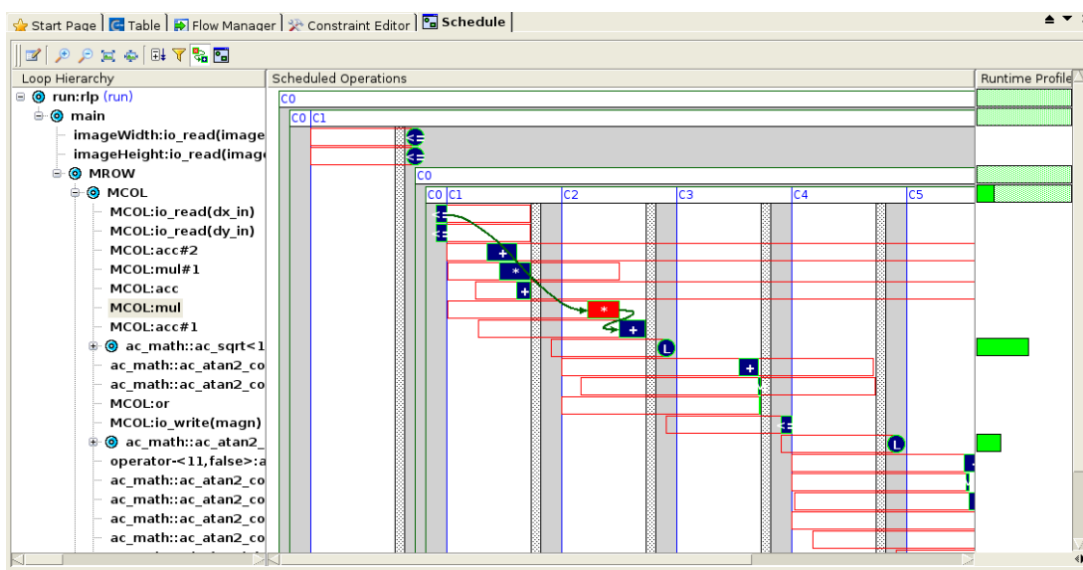 Start Page Table Flow Manager Constraint Editor Schedule
Loop Hierarchy Scheduled Operations Runtime Profile
run:rlp (run) C0
main C0 C1
imageWidth:io_read(image
imageHeight:io_read(imag
MROW C0
MCOL C0 C1 C2 C3 C4 C5
MCOL:io_read(dx_in)
MCOL:io_read(dy_in)
MCOL:acc#2 +
MCOL:mul#1 *
MCOL:acc +
MCOL:mul *
MCOL:acc#1 +
ac_math::ac_sqrt<1 L
ac_math::ac_atan2_co +
ac_math::ac_atan2_co
MCOL:or
MCOL:io_write(magn)
ac_math::ac_atan2_ L
operator-<11,false>:a
ac_math::ac_atan2_co
ac_math::ac_atan2_co
ac_math::ac_atan2_co
ac_math::ac_atan2_co